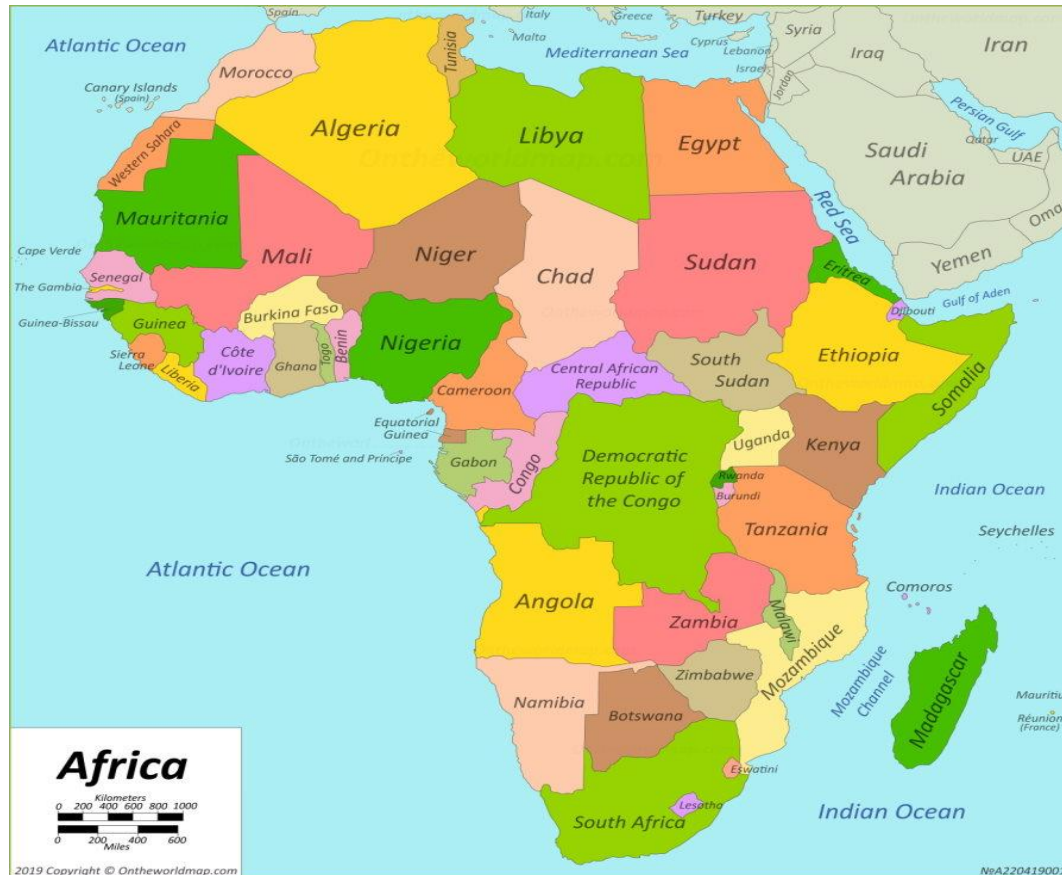 Spain
Italy
Greece
Turkey
Malta
Cyprus
Syria
Lebanon
Israel
Jordan
Iraq
Iran
Atlantic Ocean
Mediterranean Sea
Canary Islands
(Spain)
Morocco
Tunisia
Algeria
Libya
Egypt
Ontheworldmap.com
Persian Gulf
Qatar
UAE
Saudi
Arabia
Red Sea
Yemen
Western Sahara
Mauritania
Mali
Niger
Chad
Sudan
Eritrea
Cape Verde
Senegal
The Gambia
Guinea-Bissau
Guinea
Sierra
Leone
Liberia
Côte
d'Ivoire
Burkina Faso
Ghana
Togo
Benin
Nigeria
Cameroon
Central African
Republic
South
Sudan
Ethiopia
Djibouti
Gulf of Aden
Somalia
Equatorial
Guinea
São Tomé and Príncipe
Gabon
Congo
Democratic
Republic of
the Congo
Uganda
Kenya
Rwanda
Burundi
Tanzania
Indian Ocean
Seychelles
Atlantic Ocean
Angola
Zambia
Malawi
Mozambique
Comoros
Mozambique
Channel
Madagascar
Mauritiu
Réunion
(France)
Zimbabwe
Namibia
Botswana
Eswatini
Lesotho
South Africa
Indian Ocean
Africa
Kilometers
0 200 400 600 800 1000
0 200 400 600
Miles
2019 Copyright © Ontheworldmap.com